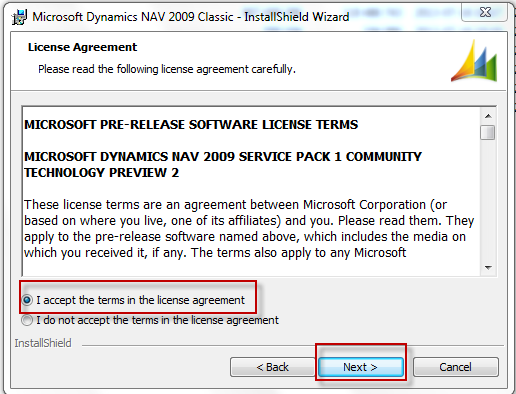 Microsoft Dynamics NAV 2009 Classic - InstallShield Wizard
License Agreement
Please read the following license agreement carefully.
MICROSOFT PRE-RELEASE SOFTWARE LICENSE TERMS
MICROSOFT DYNAMICS NAV 2009 SERVICE PACK 1 COMMUNITY
TECHNOLOGY PREVIEW 2
These license terms are an agreement between Microsoft Corporation (or
based on where you live, one of its affiliates) and you. Please read them. They
apply to the pre-release software named above, which includes the media on
which you received it, if any. The terms also apply to any Microsoft
I accept the terms in the license agreement
I do not accept the terms in the license agreement
InstallShield
< Back
Next >
Cancel